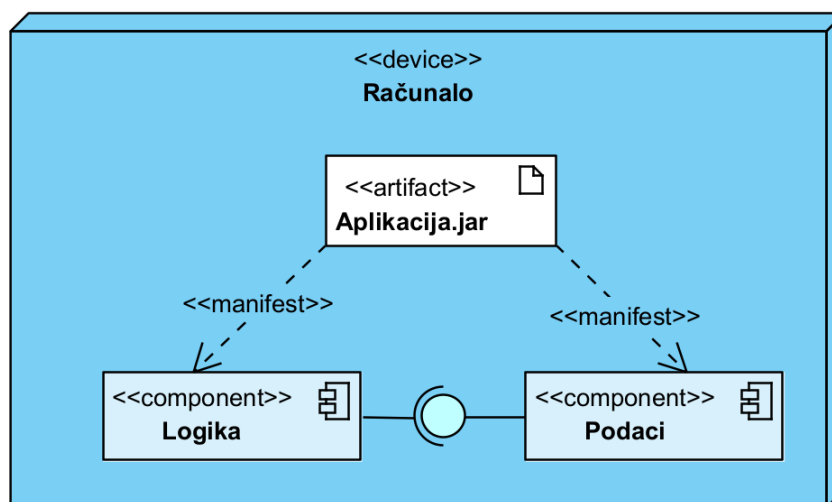 <<device>>
Računalo
<<artifact>>
Aplikacija.jar
<<manifest>>
<<manifest>>
<<component>>
Logika
<<component>>
Podaci